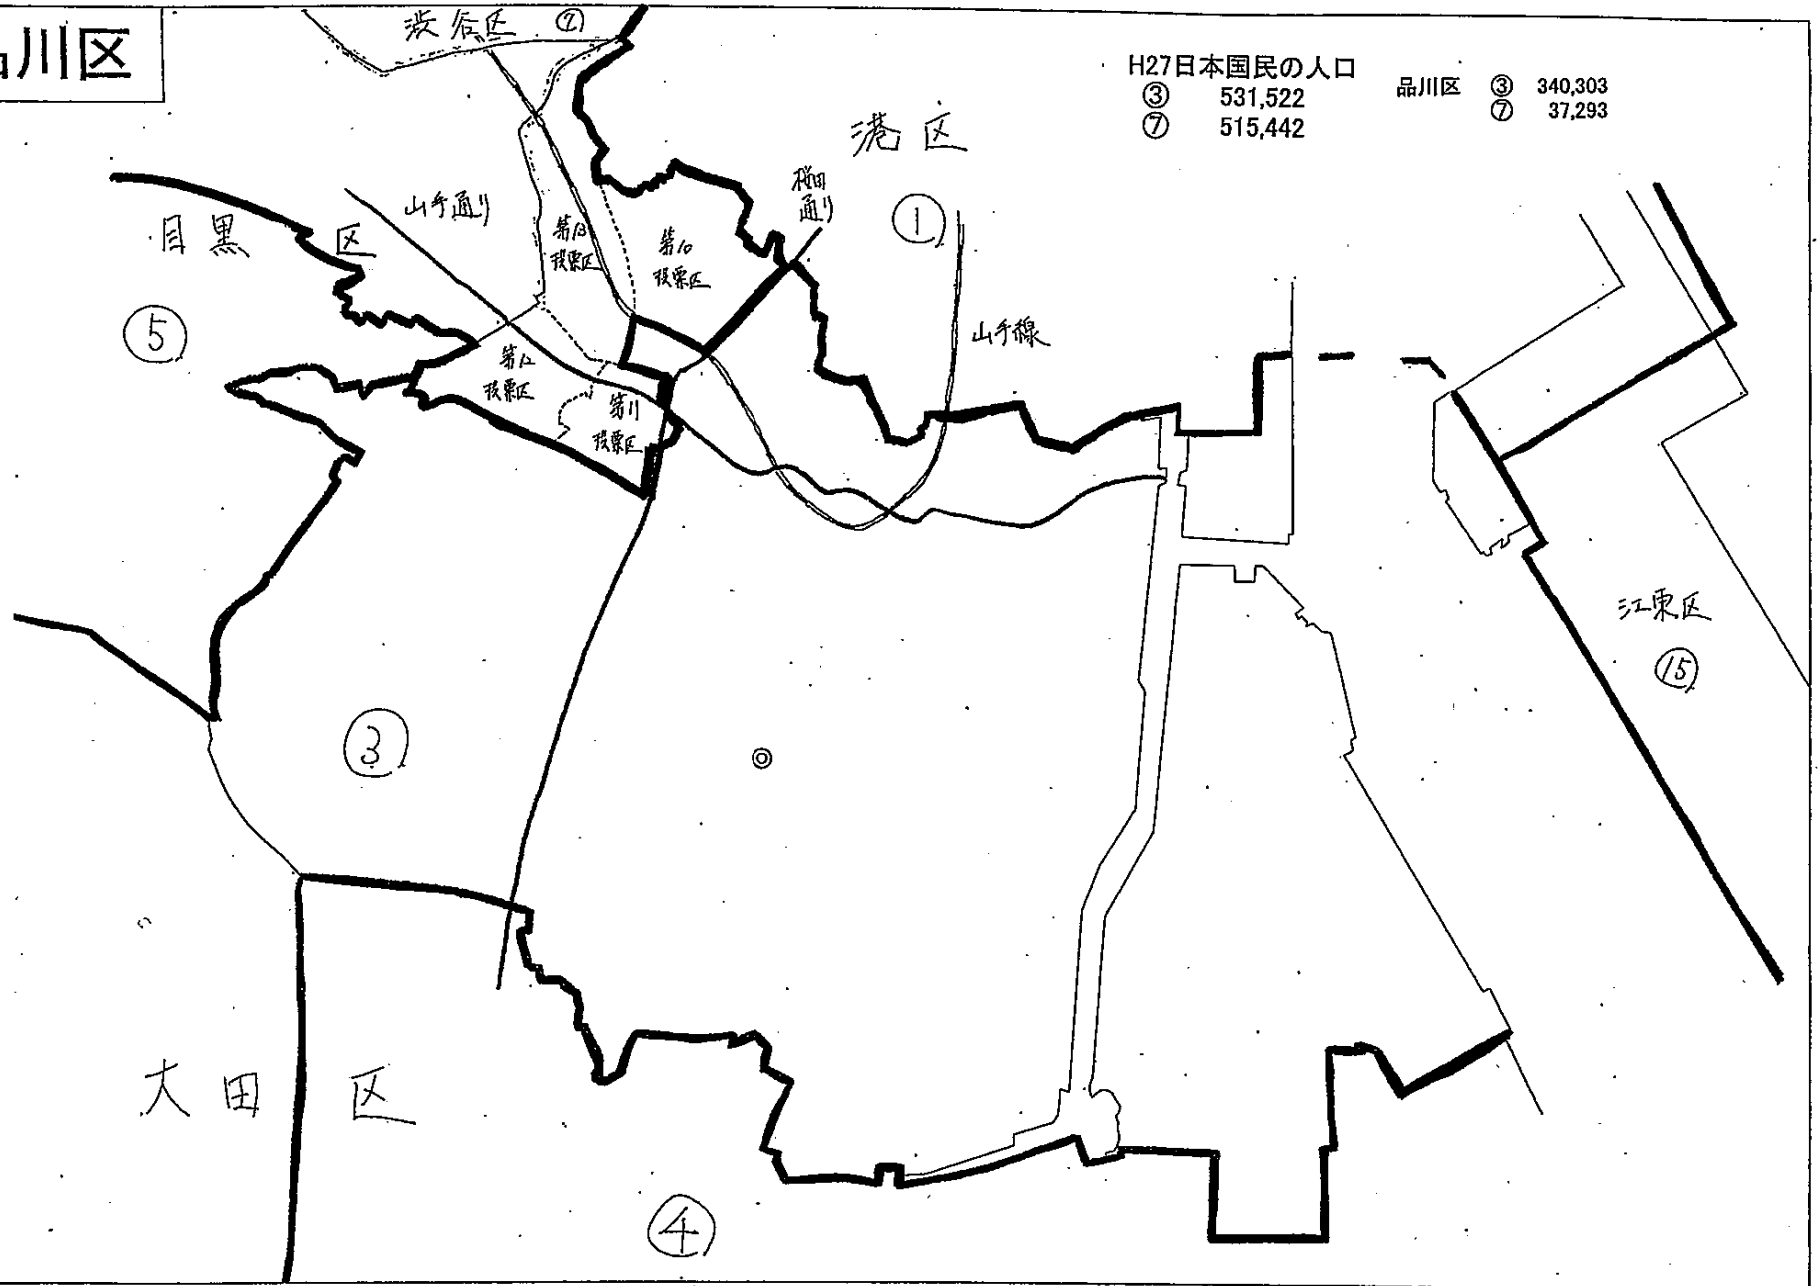 品川区
渋谷区 ⑦
H27日本国民の人口
③ 531,522
⑦ 515,442
品川区 ③ 340,303
⑦ 37,293
港区
①
桜田
通り
山手通り
目黒区
⑤
第13
投票区
第10
投票区
山手線
第12
投票区
第11
投票区
江東区
⑮
③
◎
大田区
④